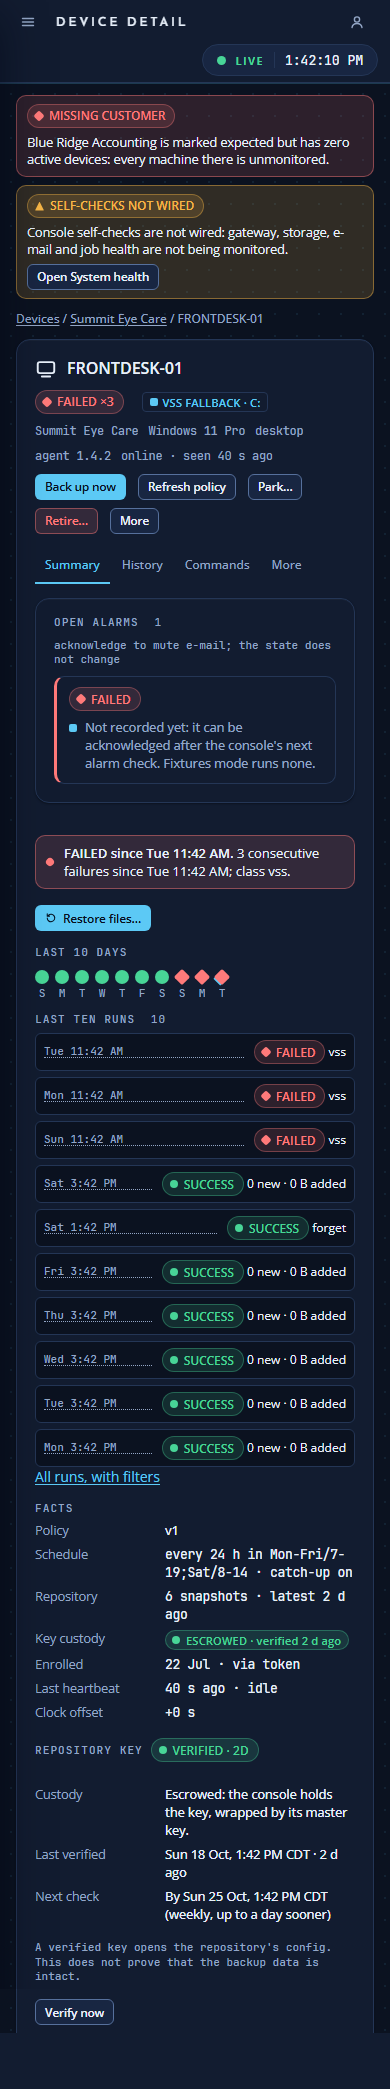 DEVICE DETAIL
LIVE
1:42:10 PM
MISSING CUSTOMER
Blue Ridge Accounting is marked expected but has zero
active devices: every machine there is unmonitored.
SELF-CHECKS NOT WIRED
Console self-checks are not wired: gateway, storage, e-
mail and job health are not being monitored.
Open System health
Devices / Summit Eye Care / FRONTDESK-01
FRONTDESK-01
FAILED ×3
VSS FALLBACK · C:
Summit Eye Care Windows 11 Pro desktop
agent 1.4.2 online · seen 40 s ago
Back up now
Refresh policy
Park...
Retire...
More
Summary
History
Commands
More
OPEN ALARMS 1
acknowledge to mute e-mail; the state does
not change
FAILED
Not recorded yet: it can be
acknowledged after the console's next
alarm check. Fixtures mode runs none.
FAILED since Tue 11:42 AM. 3 consecutive
failures since Tue 11:42 AM; class vss.
Restore files...
LAST 10 DAYS
S M T W T F S S M T
LAST TEN RUNS 10
Tue 11:42 AM FAILED vss
Mon 11:42 AM FAILED vss
Sun 11:42 AM FAILED vss
Sat 3:42 PM SUCCESS 0 new · 0 B added
Sat 1:42 PM SUCCESS forget
Fri 3:42 PM SUCCESS 0 new · 0 B added
Thu 3:42 PM SUCCESS 0 new · 0 B added
Wed 3:42 PM SUCCESS 0 new · 0 B added
Tue 3:42 PM SUCCESS 0 new · 0 B added
Mon 3:42 PM SUCCESS 0 new · 0 B added
All runs, with filters
FACTS
Policy v1
Schedule every 24 h in Mon-Fri/7-
19;Sat/8-14 · catch-up on
Repository 6 snapshots · latest 2 d
ago
Key custody ESCROWED · verified 2 d ago
Enrolled 22 Jul · via token
Last heartbeat 40 s ago · idle
Clock offset +0 s
REPOSITORY KEY VERIFIED · 2D
Custody Escrowed: the console holds
the key, wrapped by its master
key.
Last verified Sun 18 Oct, 1:42 PM CDT · 2 d
ago
Next check By Sun 25 Oct, 1:42 PM CDT
(weekly, up to a day sooner)
A verified key opens the repository's config.
This does not prove that the backup data is
intact.
Verify now